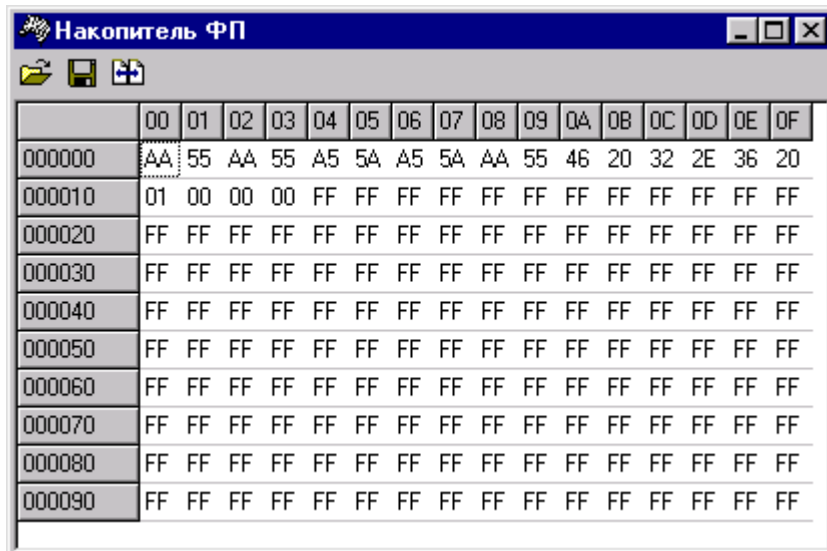 Накопитель ФП
00 01 02 03 04 05 06 07 08 09 0A 0B 0C 0D 0E 0F
000000 AA 55 AA 55 A5 5A A5 5A AA 55 46 20 32 2E 36 20
000010 01 00 00 00 FF FF FF FF FF FF FF FF FF FF FF FF
000020 FF FF FF FF FF FF FF FF FF FF FF FF FF FF FF FF
000030 FF FF FF FF FF FF FF FF FF FF FF FF FF FF FF FF
000040 FF FF FF FF FF FF FF FF FF FF FF FF FF FF FF FF
000050 FF FF FF FF FF FF FF FF FF FF FF FF FF FF FF FF
000060 FF FF FF FF FF FF FF FF FF FF FF FF FF FF FF FF
000070 FF FF FF FF FF FF FF FF FF FF FF FF FF FF FF FF
000080 FF FF FF FF FF FF FF FF FF FF FF FF FF FF FF FF
000090 FF FF FF FF FF FF FF FF FF FF FF FF FF FF FF FF